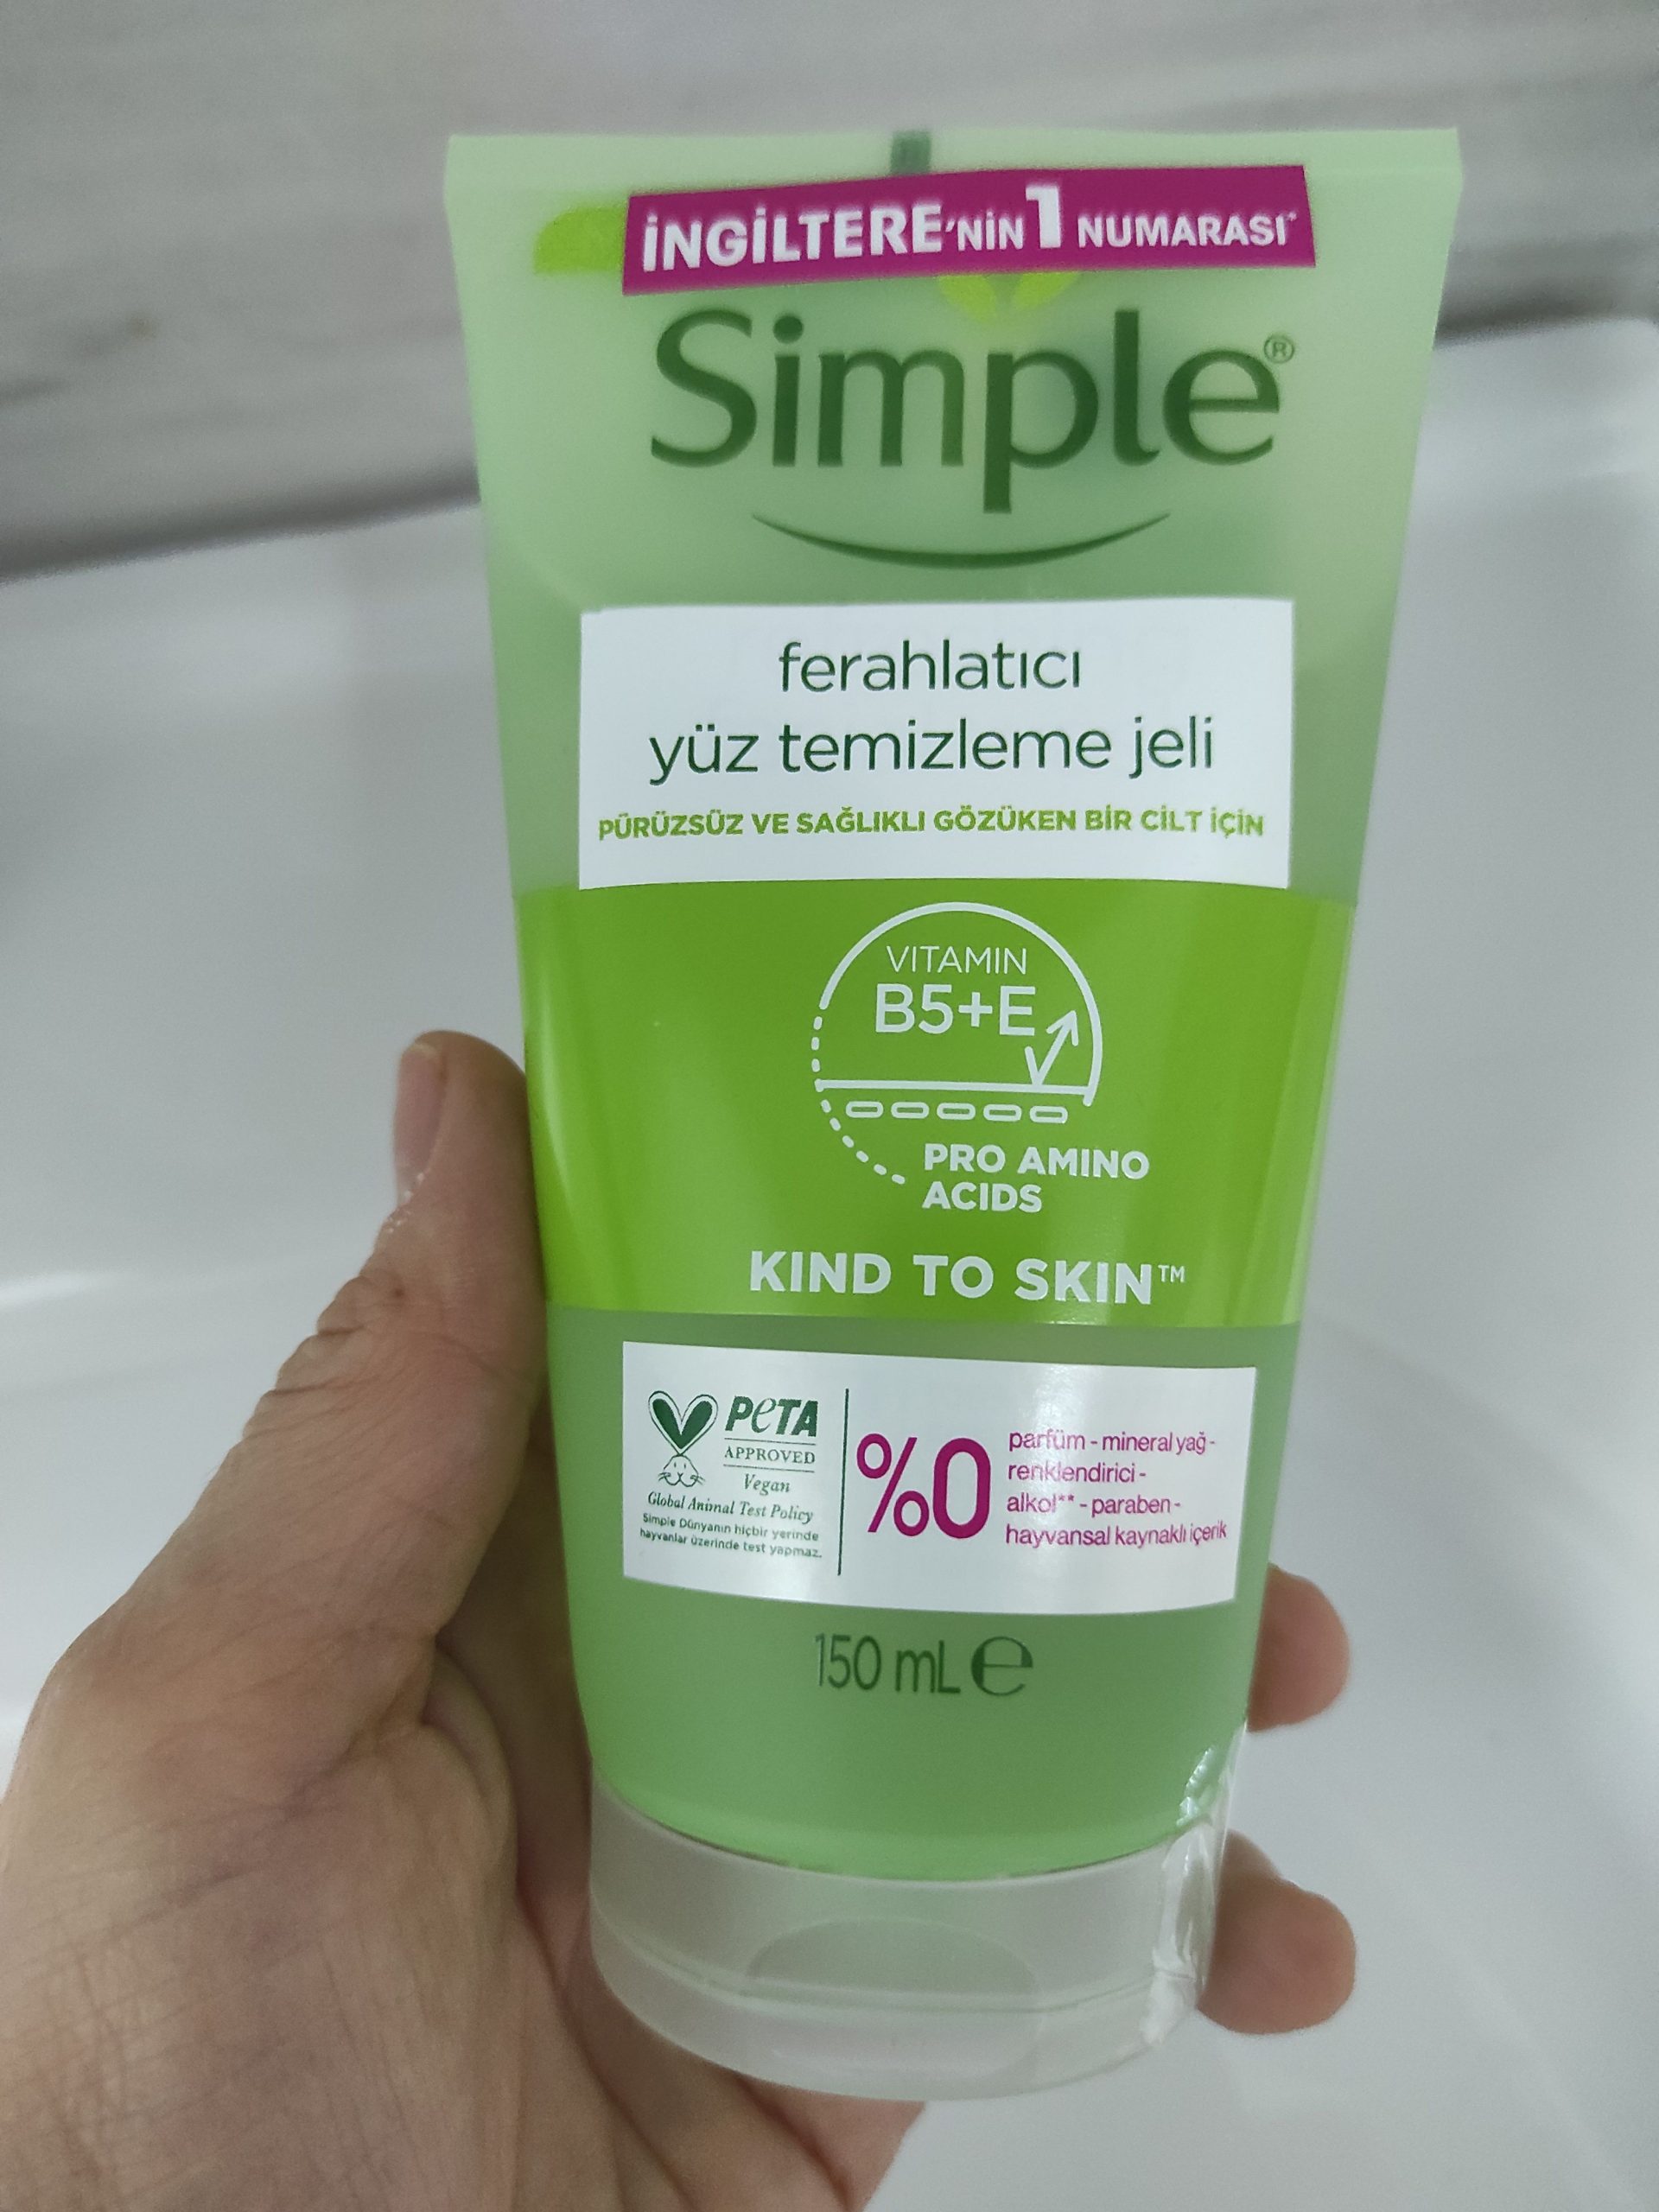 İNGİLTERE'NİN 1 NUMARASI*
Simple®
ferahlatıcı
yüz temizleme jeli
PÜRÜZSÜZ VE SAĞLIKLI GÖZÜKEN BİR CİLT İÇİN
VITAMIN
B5+E
PRO AMINO
ACIDS
KIND TO SKIN™
PETA
APPROVED
Vegan
Global Animal Test Policy
Simple Dünyanın hiçbir yerinde
hayvanlar üzerinde test yapmaz.
%0
parfüm - mineral yağ -
renklendirici -
alkol** - paraben -
hayvansal kaynaklı içerik
150 mL e